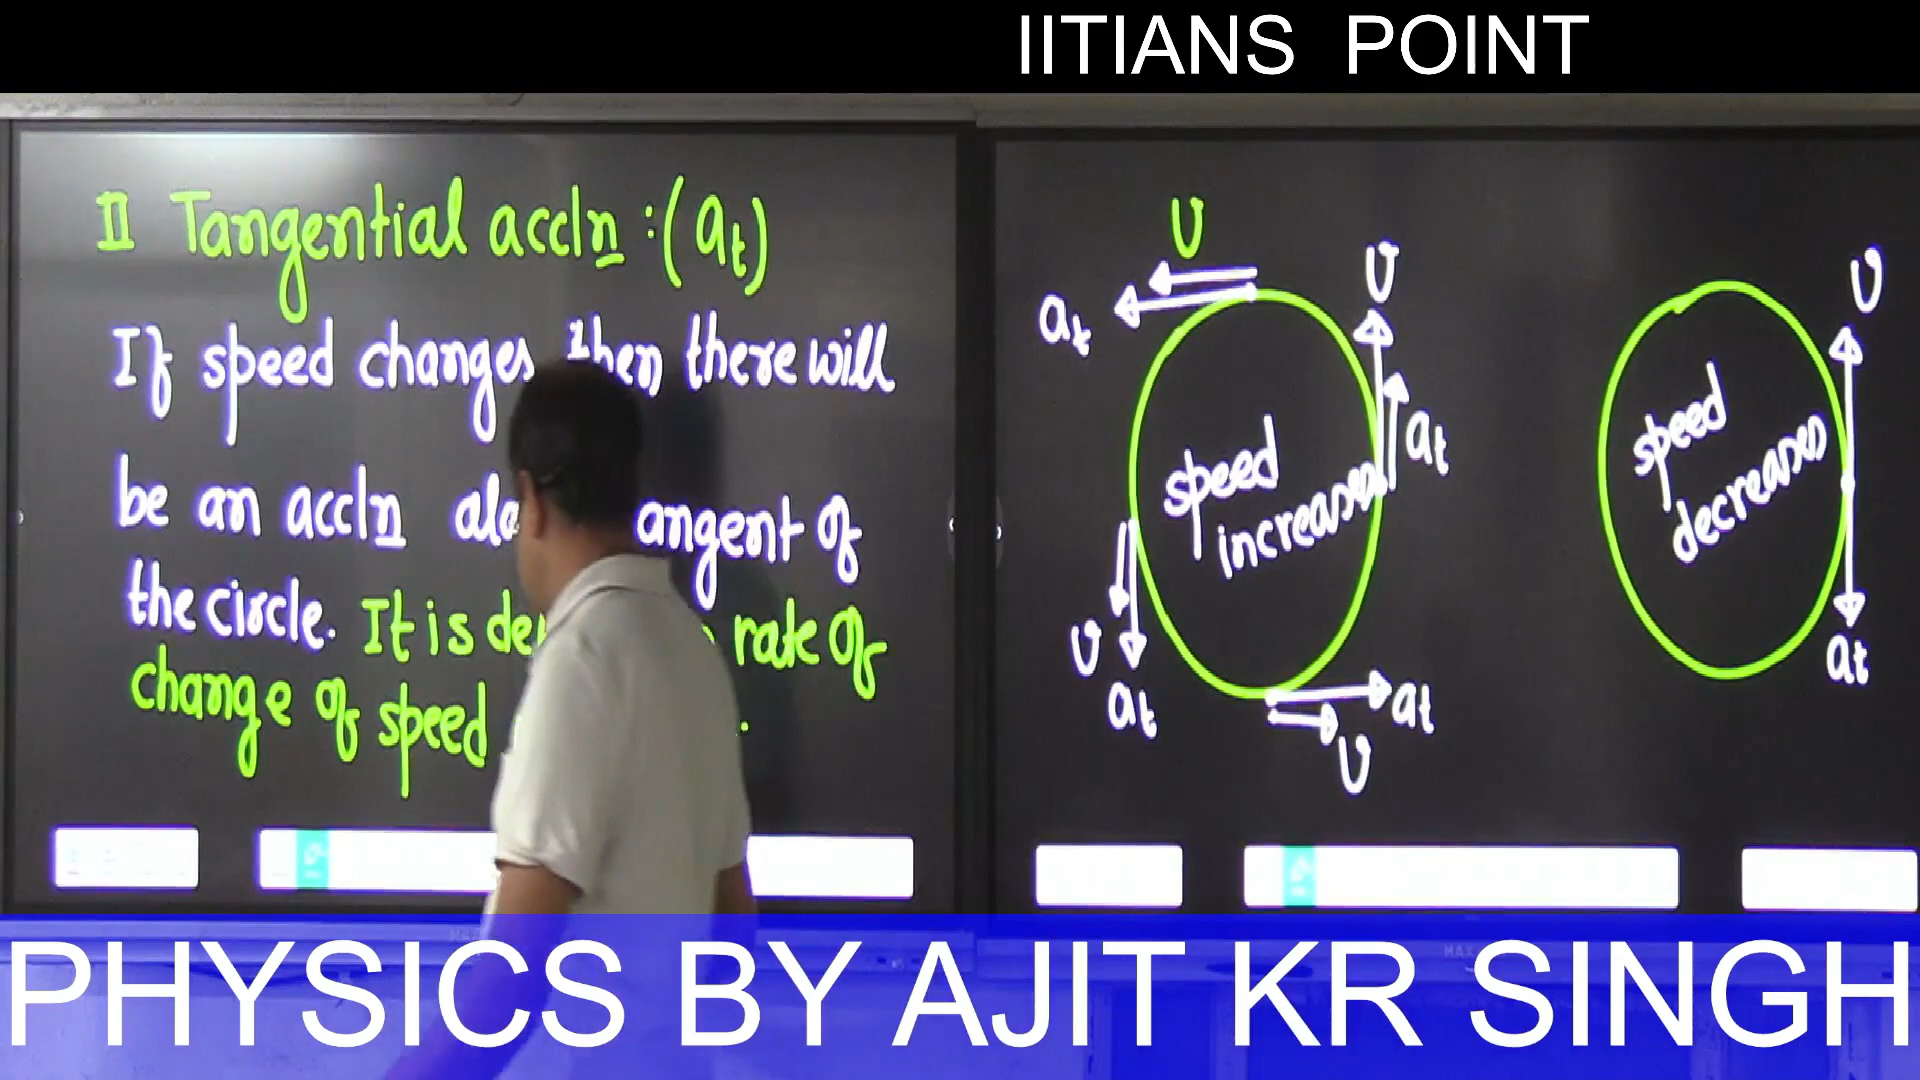 IITIANS POINT
II Tangential accln :(at)
If speed changes then there will
be an accln angent of
the circle. It is rate of
change of speed
υ
at
υ
at
speed
increases
υ
at
at
υ
υ
speed
decreases
at
PHYSICS BY AJIT KR SINGH